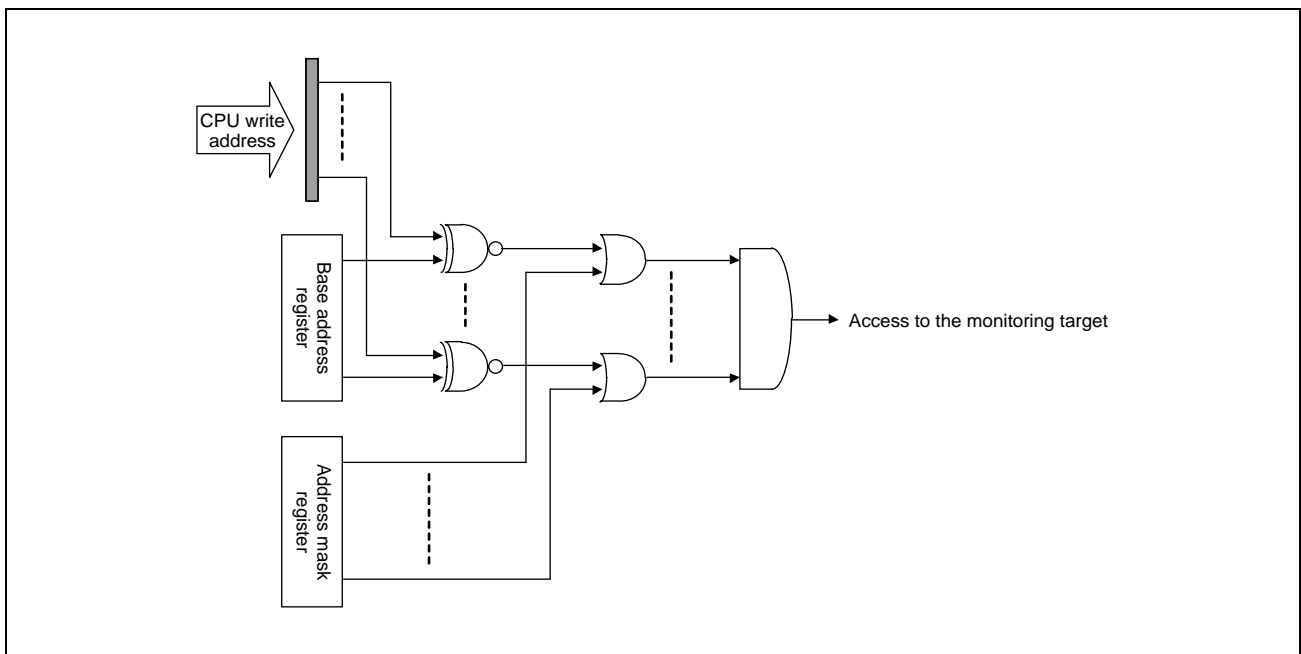 CPU write
address
Base address
register
Access to the monitoring target
Address mask
register